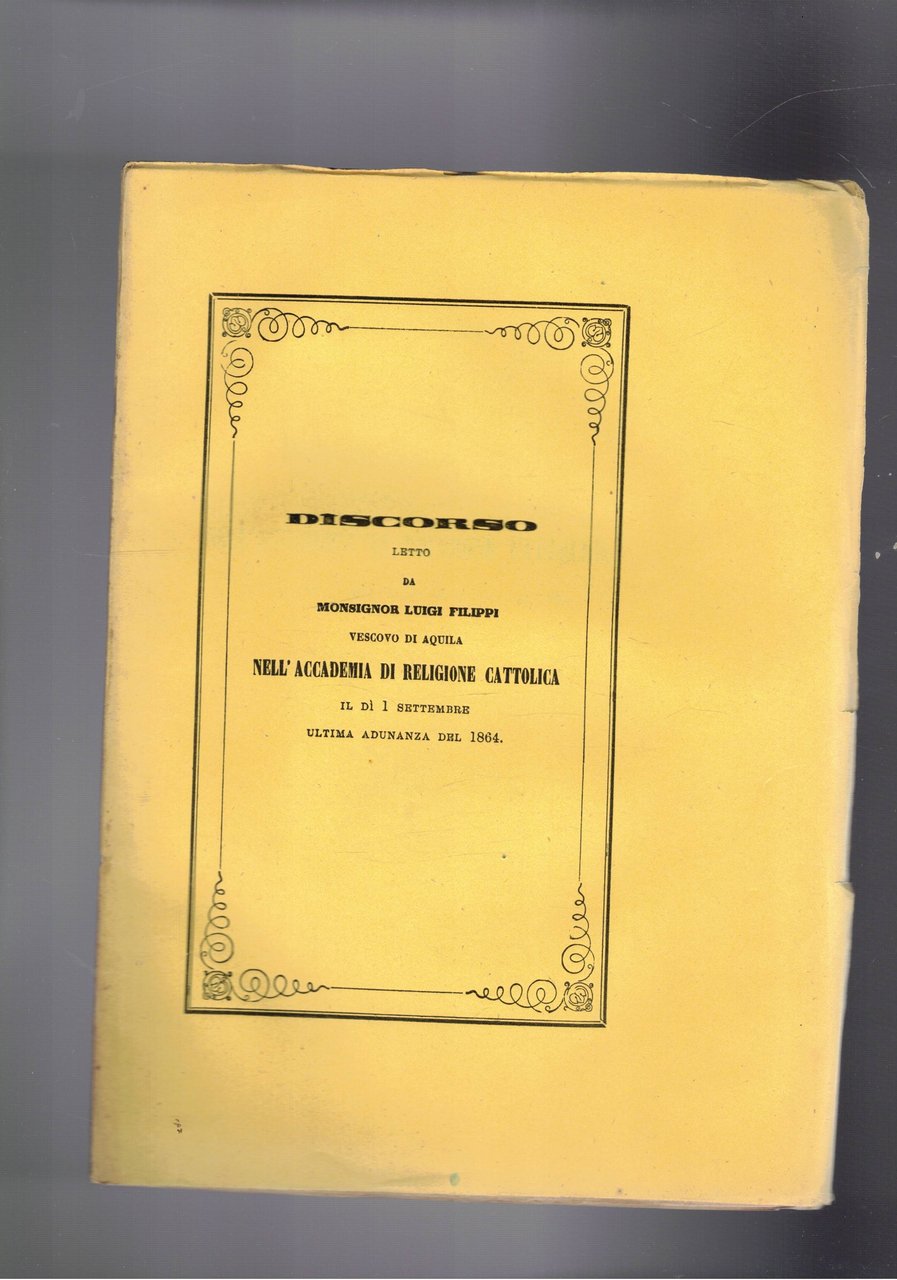 DISCORSO
LETTO
DA
MONSIGNOR LUIGI FILIPPI
VESCOVO DI AQUILA
NELL' ACCADEMIA DI RELIGIONE CATTOLICA
IL DÌ 1 SETTEMBRE
ULTIMA ADUNANZA DEL 1864.